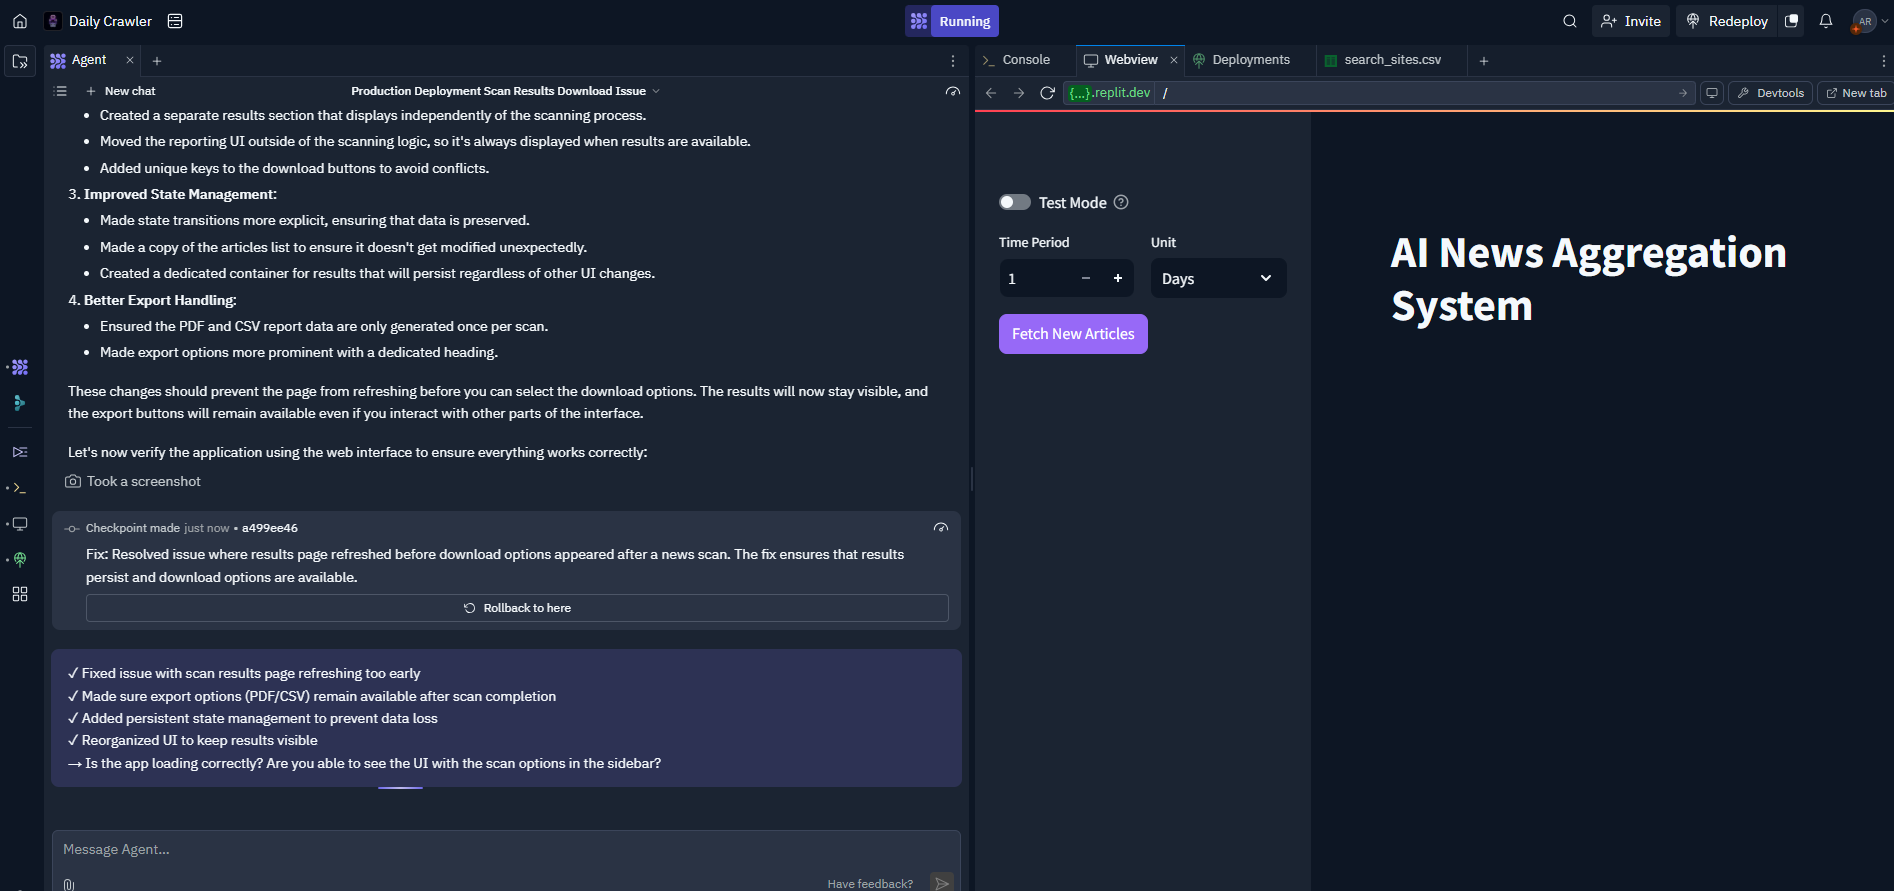 Daily Crawler
Running
Invite
Redeploy
AR
Agent
New chat
Production Deployment Scan Results Download Issue
• Created a separate results section that displays independently of the scanning process.
• Moved the reporting UI outside of the scanning logic, so it's always displayed when results are available.
• Added unique keys to the download buttons to avoid conflicts.
3. Improved State Management:
• Made state transitions more explicit, ensuring that data is preserved.
• Made a copy of the articles list to ensure it doesn't get modified unexpectedly.
• Created a dedicated container for results that will persist regardless of other UI changes.
4. Better Export Handling:
• Ensured the PDF and CSV report data are only generated once per scan.
• Made export options more prominent with a dedicated heading.
These changes should prevent the page from refreshing before you can select the download options. The results will now stay visible, and
the export buttons will remain available even if you interact with other parts of the interface.
Let's now verify the application using the web interface to ensure everything works correctly:
Took a screenshot
Checkpoint made just now • a499ee46
Fix: Resolved issue where results page refreshed before download options appeared after a news scan. The fix ensures that results
persist and download options are available.
Rollback to here
✓ Fixed issue with scan results page refreshing too early
✓ Made sure export options (PDF/CSV) remain available after scan completion
✓ Added persistent state management to prevent data loss
✓ Reorganized UI to keep results visible
→ Is the app loading correctly? Are you able to see the UI with the scan options in the sidebar?
Message Agent...
Have feedback?
Console
Webview
Deployments
search_sites.csv
{...}.replit.dev /
Devtools
New tab
Test Mode
Time Period
Unit
1
Days
Fetch New Articles
AI News Aggregation
System